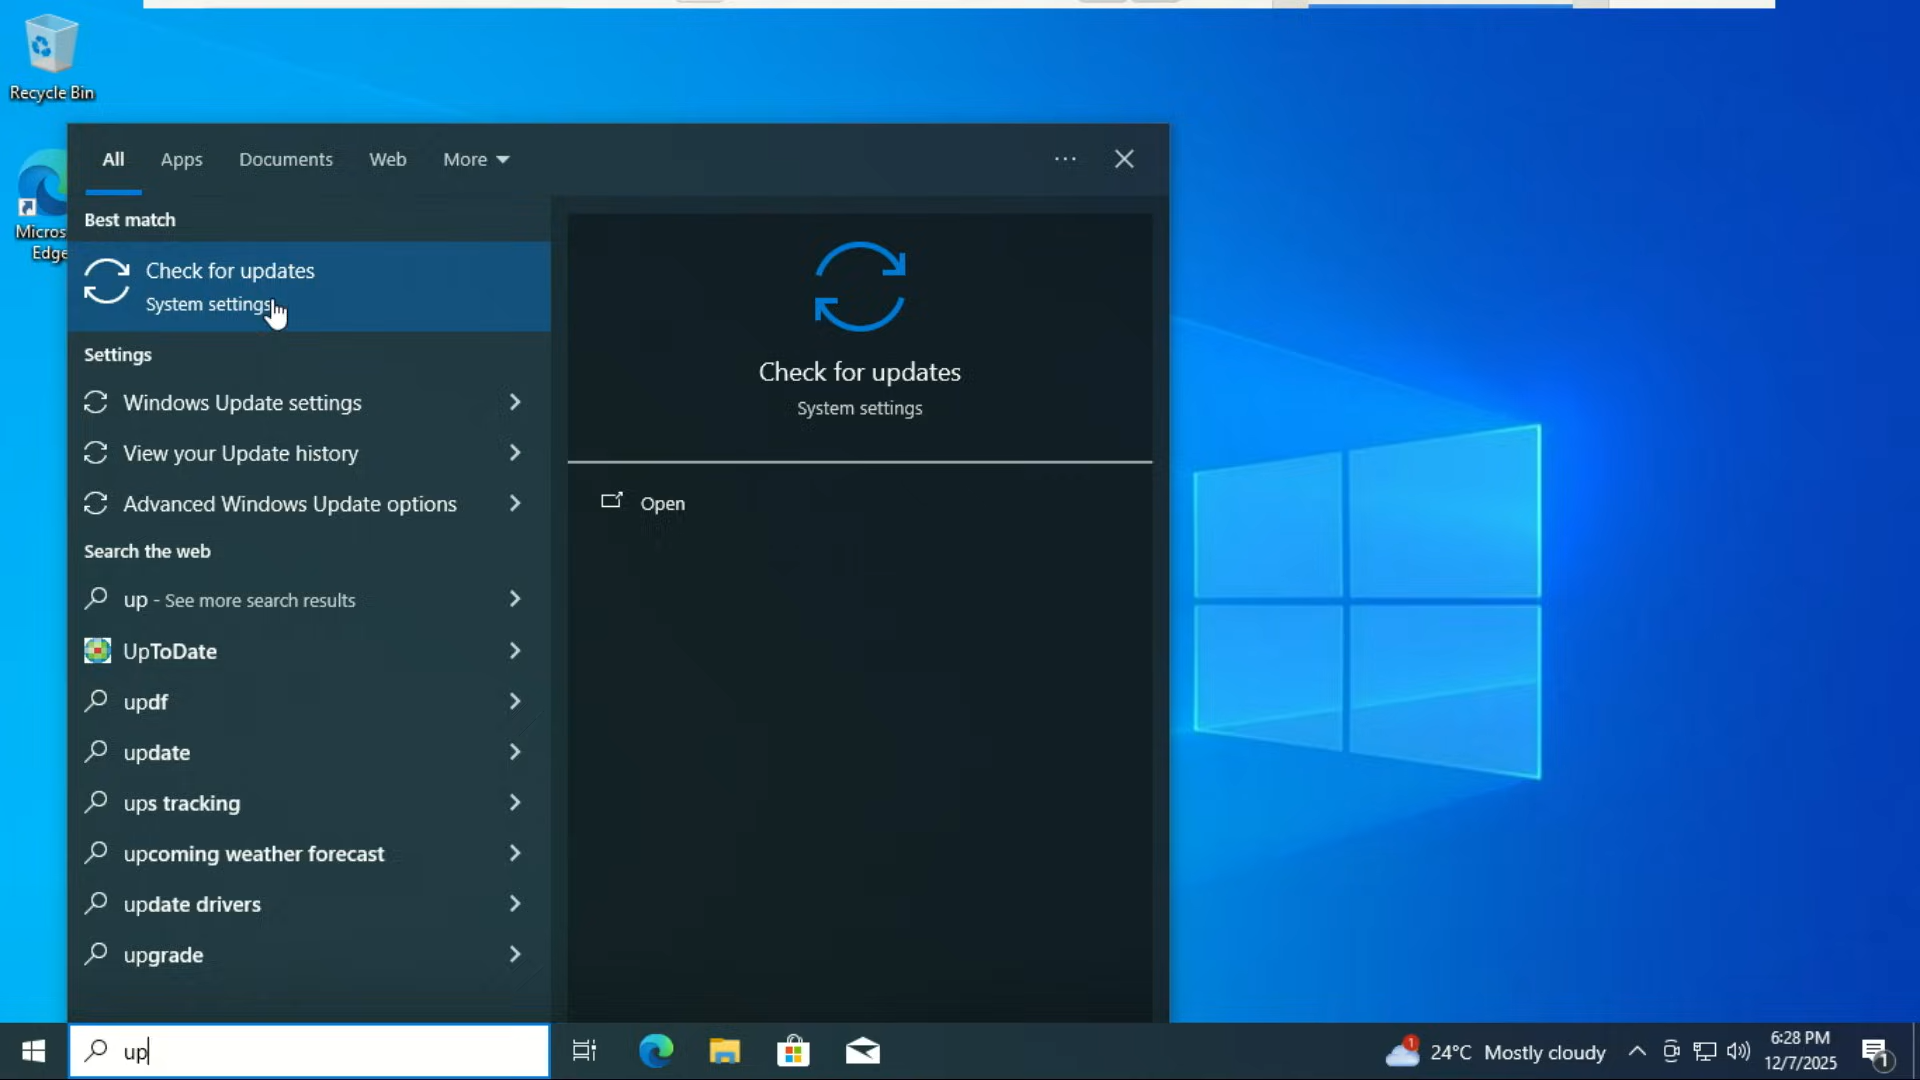 Recycle Bin
Micros
Edge
All Apps Documents Web More
Best match
Check for updates
System settings
Settings
Windows Update settings
View your Update history
Advanced Windows Update options
Search the web
up - See more search results
UpToDate
updf
update
ups tracking
upcoming weather forecast
update drivers
upgrade
Check for updates
System settings
Open
up
1
24°C Mostly cloudy
6:28 PM
12/7/2025
1